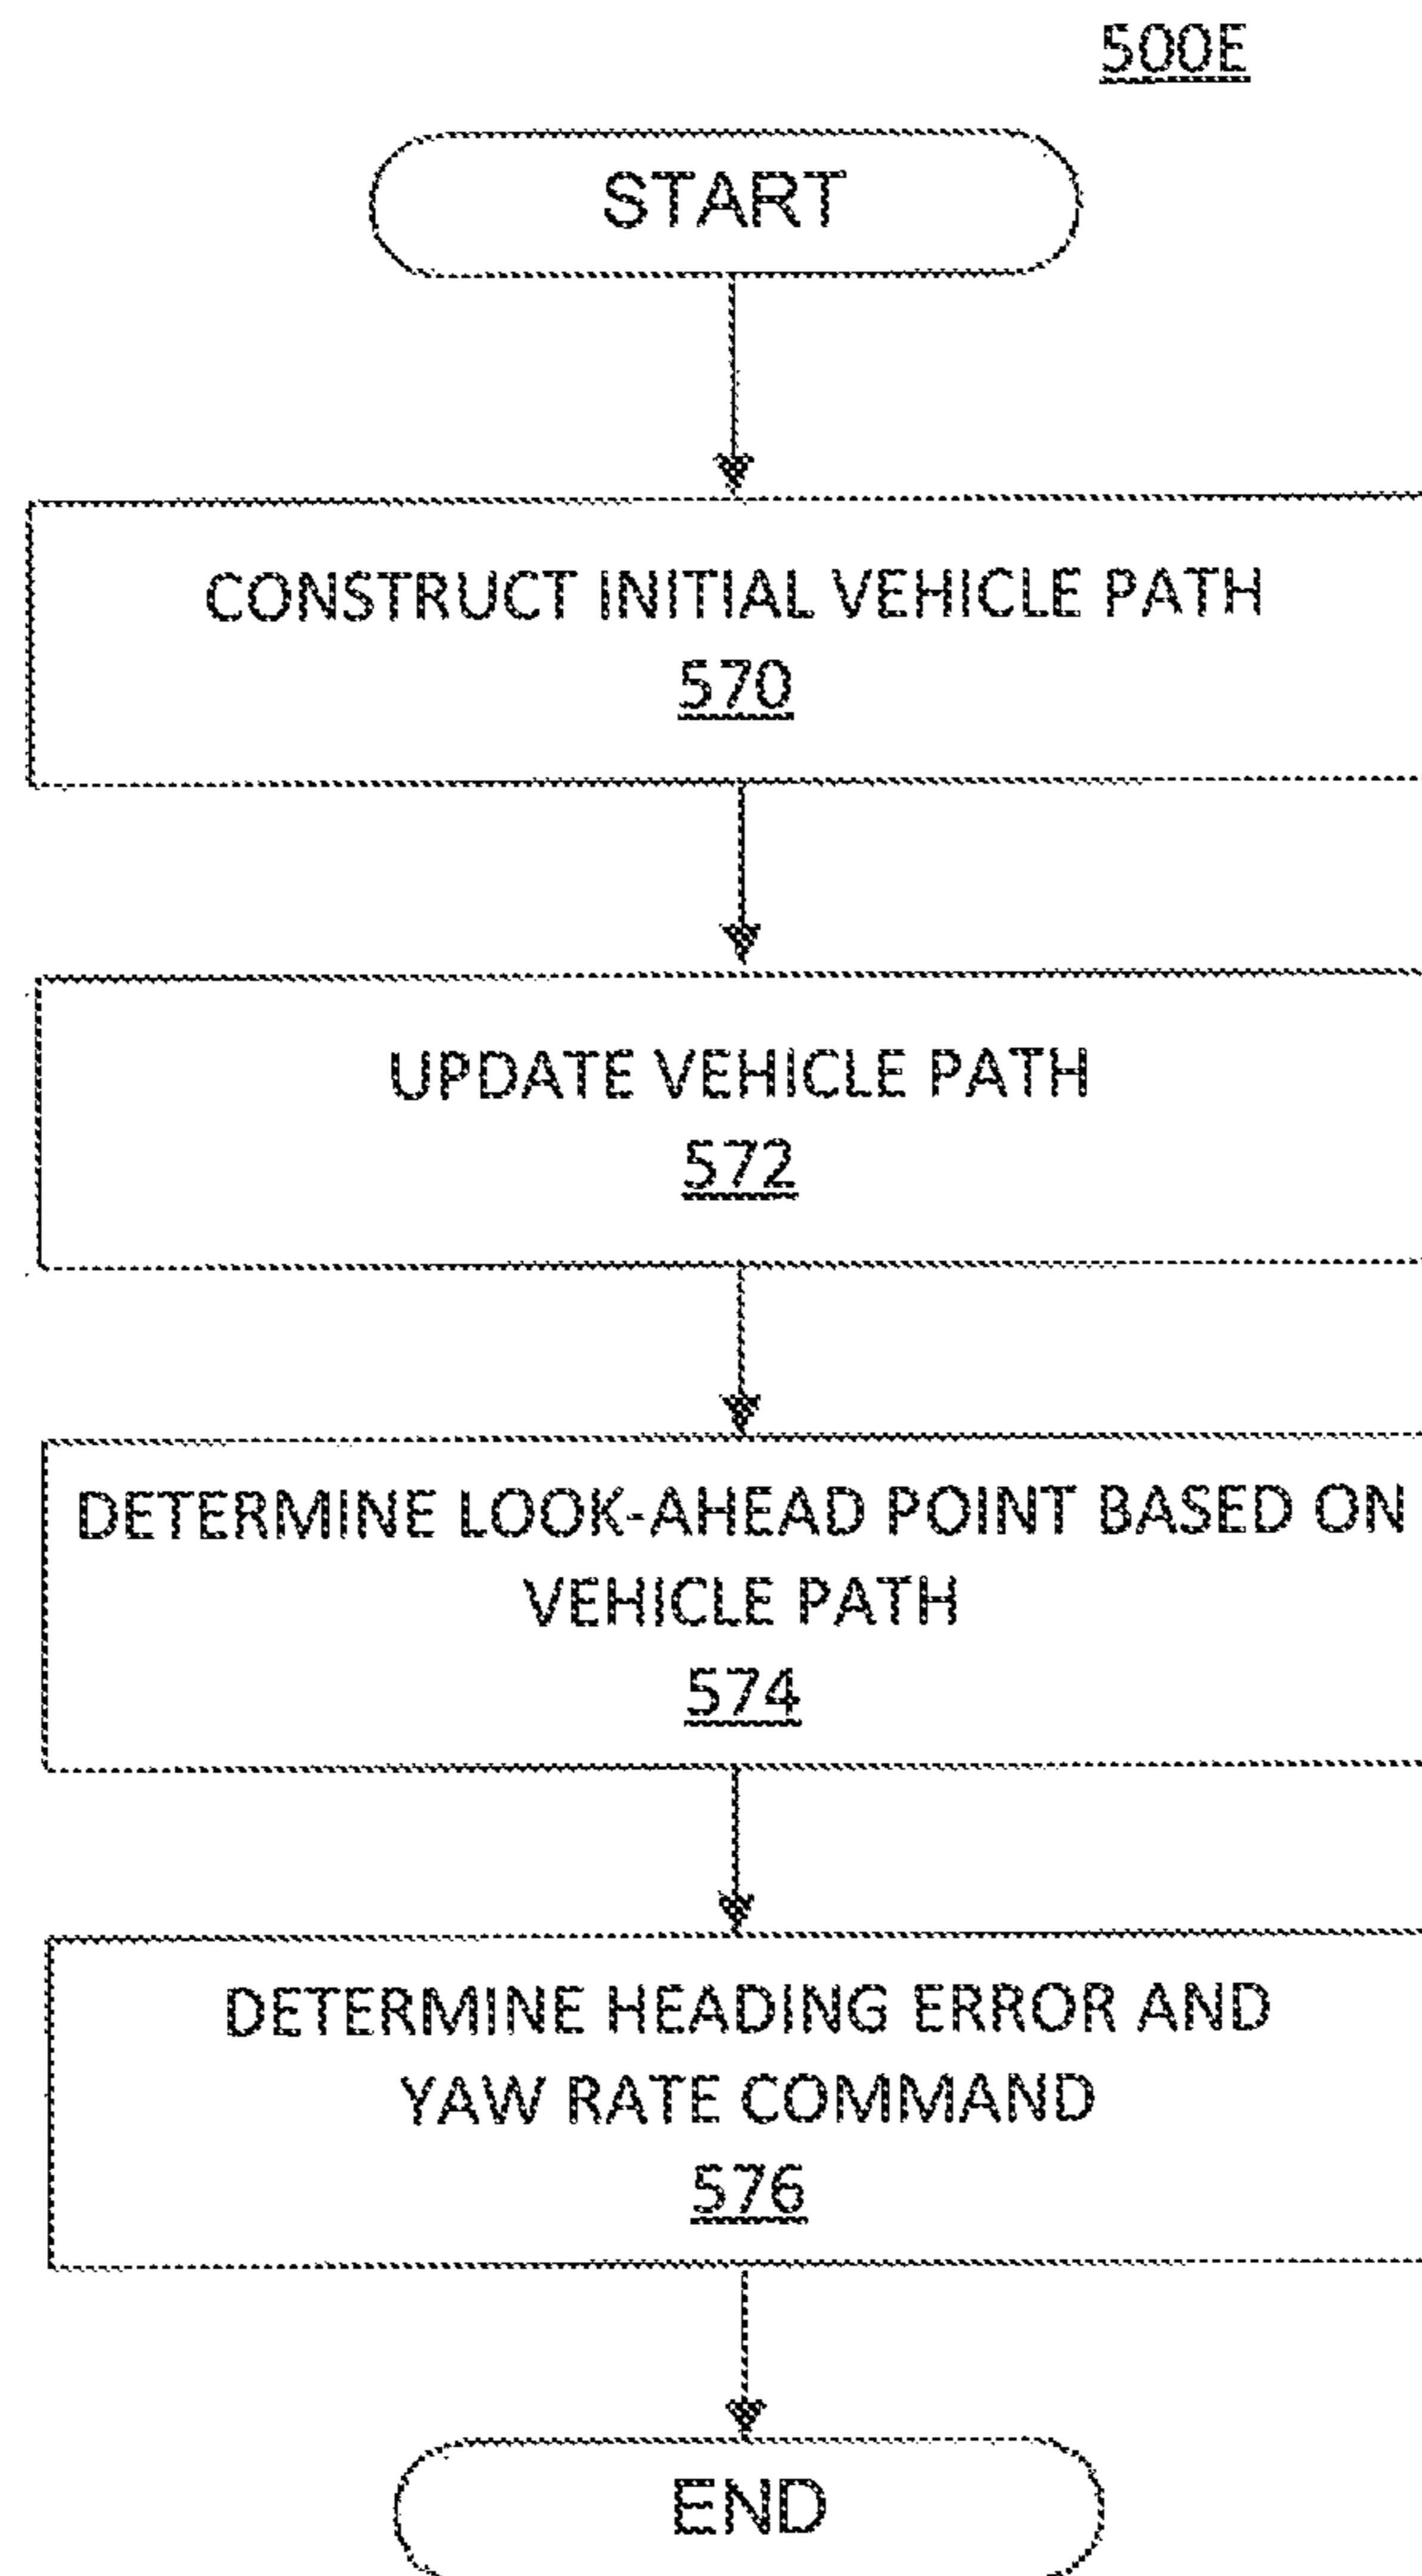 500E
START
CONSTRUCT INITIAL VEHICLE PATH
570
UPDATE VEHICLE PATH
572
DETERMINE LOOK-AHEAD POINT BASED ON
VEHICLE PATH
574
DETERMINE HEADING ERROR AND
YAW RATE COMMAND
576
END